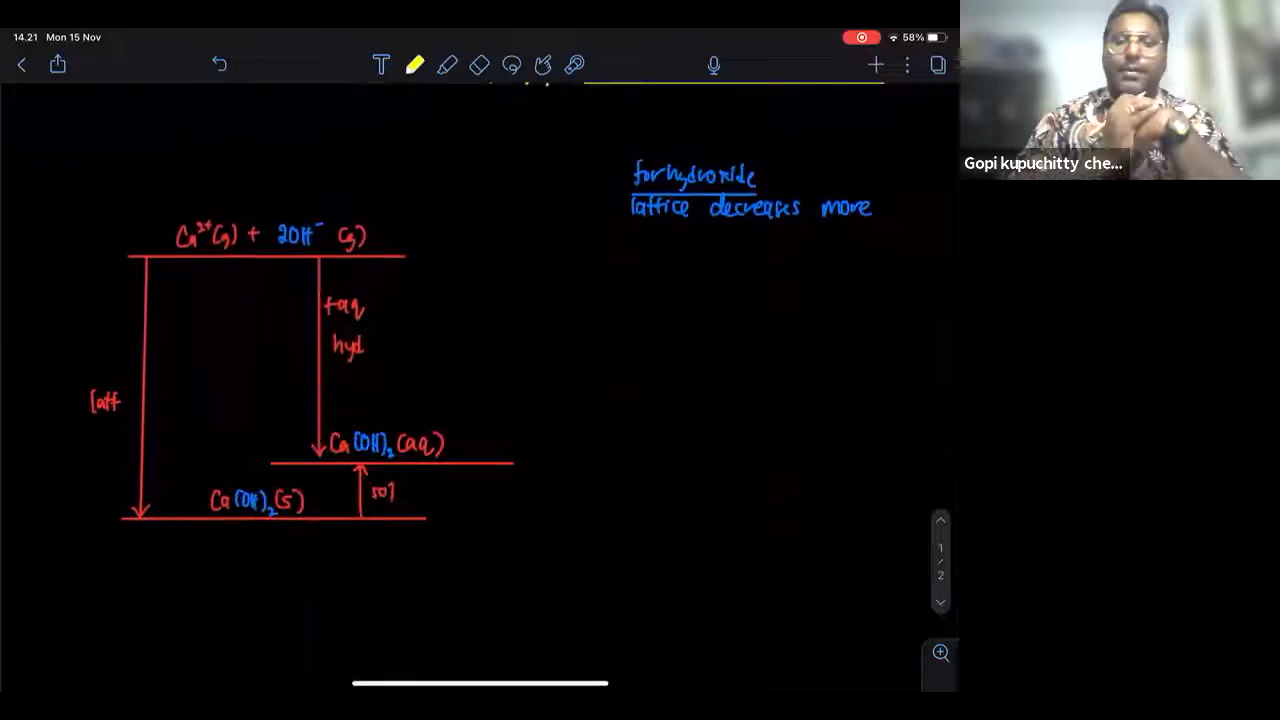 14.21 Mon 15 Nov
58%
T
for hydroxide
lattice decreases more
Ca²⁺(g) + 2OH⁻ (g)
+aq
hyd
latt
Ca(OH)₂(aq)
Ca(OH)₂(s)
sol
1
/
2
Gopi kupuchitty che...